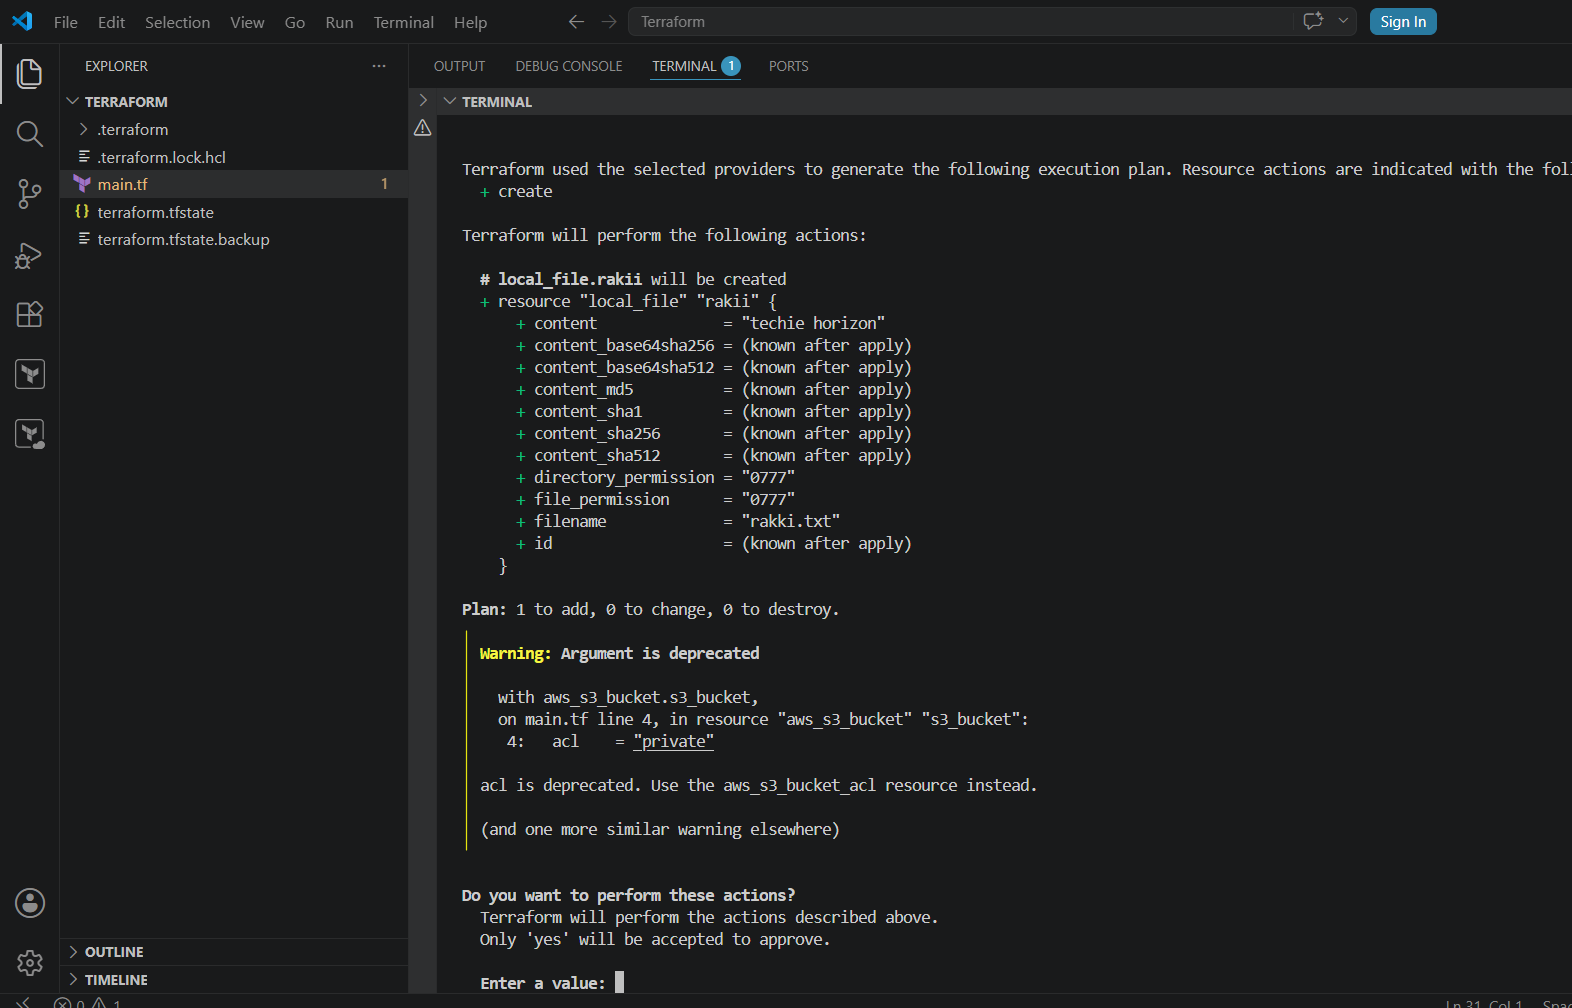 File Edit Selection View Go Run Terminal Help
Terraform
Sign In
EXPLORER
OUTPUT DEBUG CONSOLE TERMINAL 1 PORTS
TERRAFORM
.terraform
.terraform.lock.hcl
main.tf 1
terraform.tfstate
terraform.tfstate.backup
OUTLINE
TIMELINE
TERMINAL
Terraform used the selected providers to generate the following execution plan. Resource actions are indicated with the
+ create
Terraform will perform the following actions:
# local_file.rakii will be created
+ resource "local_file" "rakii" {
+ content = "techie horizon"
+ content_base64sha256 = (known after apply)
+ content_base64sha512 = (known after apply)
+ content_md5 = (known after apply)
+ content_sha1 = (known after apply)
+ content_sha256 = (known after apply)
+ content_sha512 = (known after apply)
+ directory_permission = "0777"
+ file_permission = "0777"
+ filename = "rakki.txt"
+ id = (known after apply)
}
Plan: 1 to add, 0 to change, 0 to destroy.
Warning: Argument is deprecated
with aws_s3_bucket.s3_bucket,
on main.tf line 4, in resource "aws_s3_bucket" "s3_bucket":
4: acl = "private"
acl is deprecated. Use the aws_s3_bucket_acl resource instead.
(and one more similar warning elsewhere)
Do you want to perform these actions?
Terraform will perform the actions described above.
Only 'yes' will be accepted to approve.
Enter a value:
0 1
Ln 31, Col 1